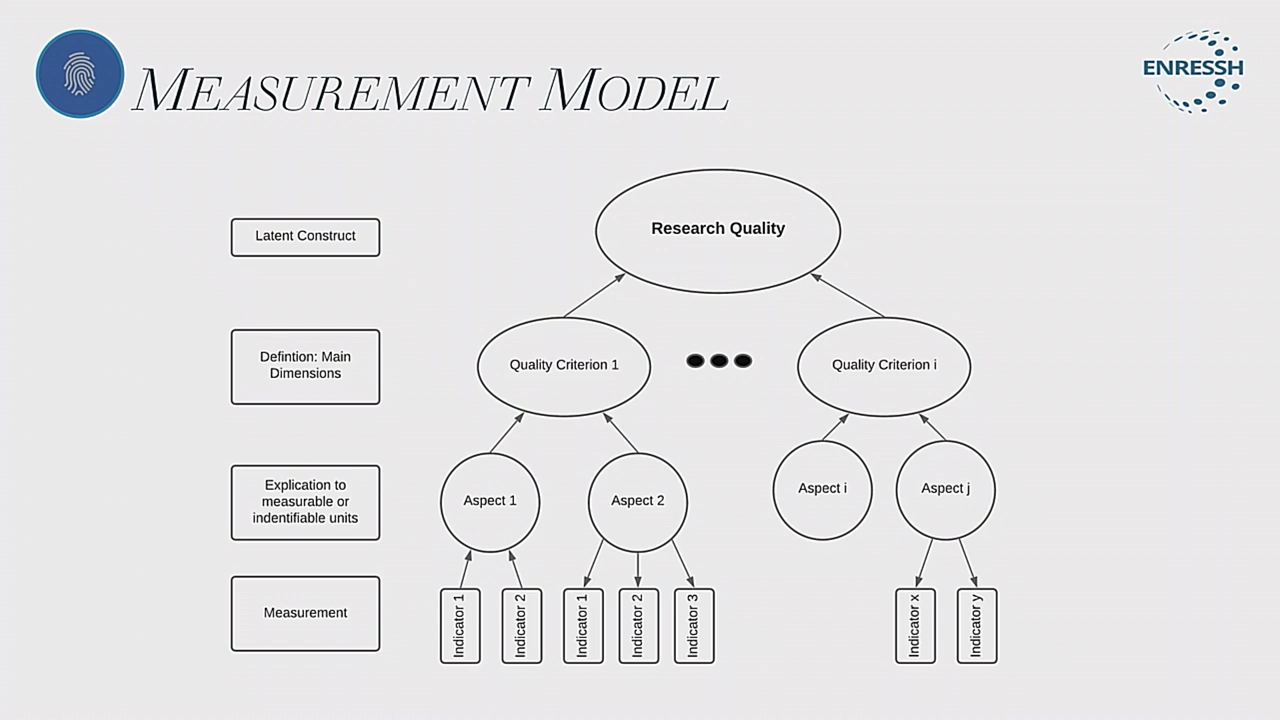 MEASUREMENT MODEL
ENRESSH
Latent Construct
Research Quality
Defintion: Main
Dimensions
Quality Criterion 1
Quality Criterion i
Explication to
measurable or
indentifiable units
Aspect 1
Aspect 2
Aspect i
Aspect j
Measurement
Indicator 1
Indicator 2
Indicator 1
Indicator 2
Indicator 3
Indicator x
Indicator y